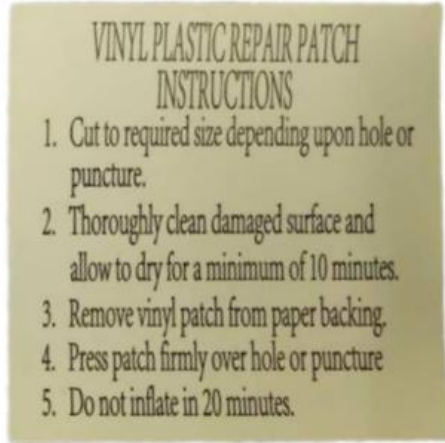 VINYL PLASTIC REPAIR PATCH
INSTRUCTIONS
1. Cut to required size depending upon hole or
puncture.
2. Thoroughly clean damaged surface and
allow to dry for a minimum of 10 minutes.
3. Remove vinyl patch from paper backing.
4. Press patch firmly over hole or puncture
5. Do not inflate in 20 minutes.